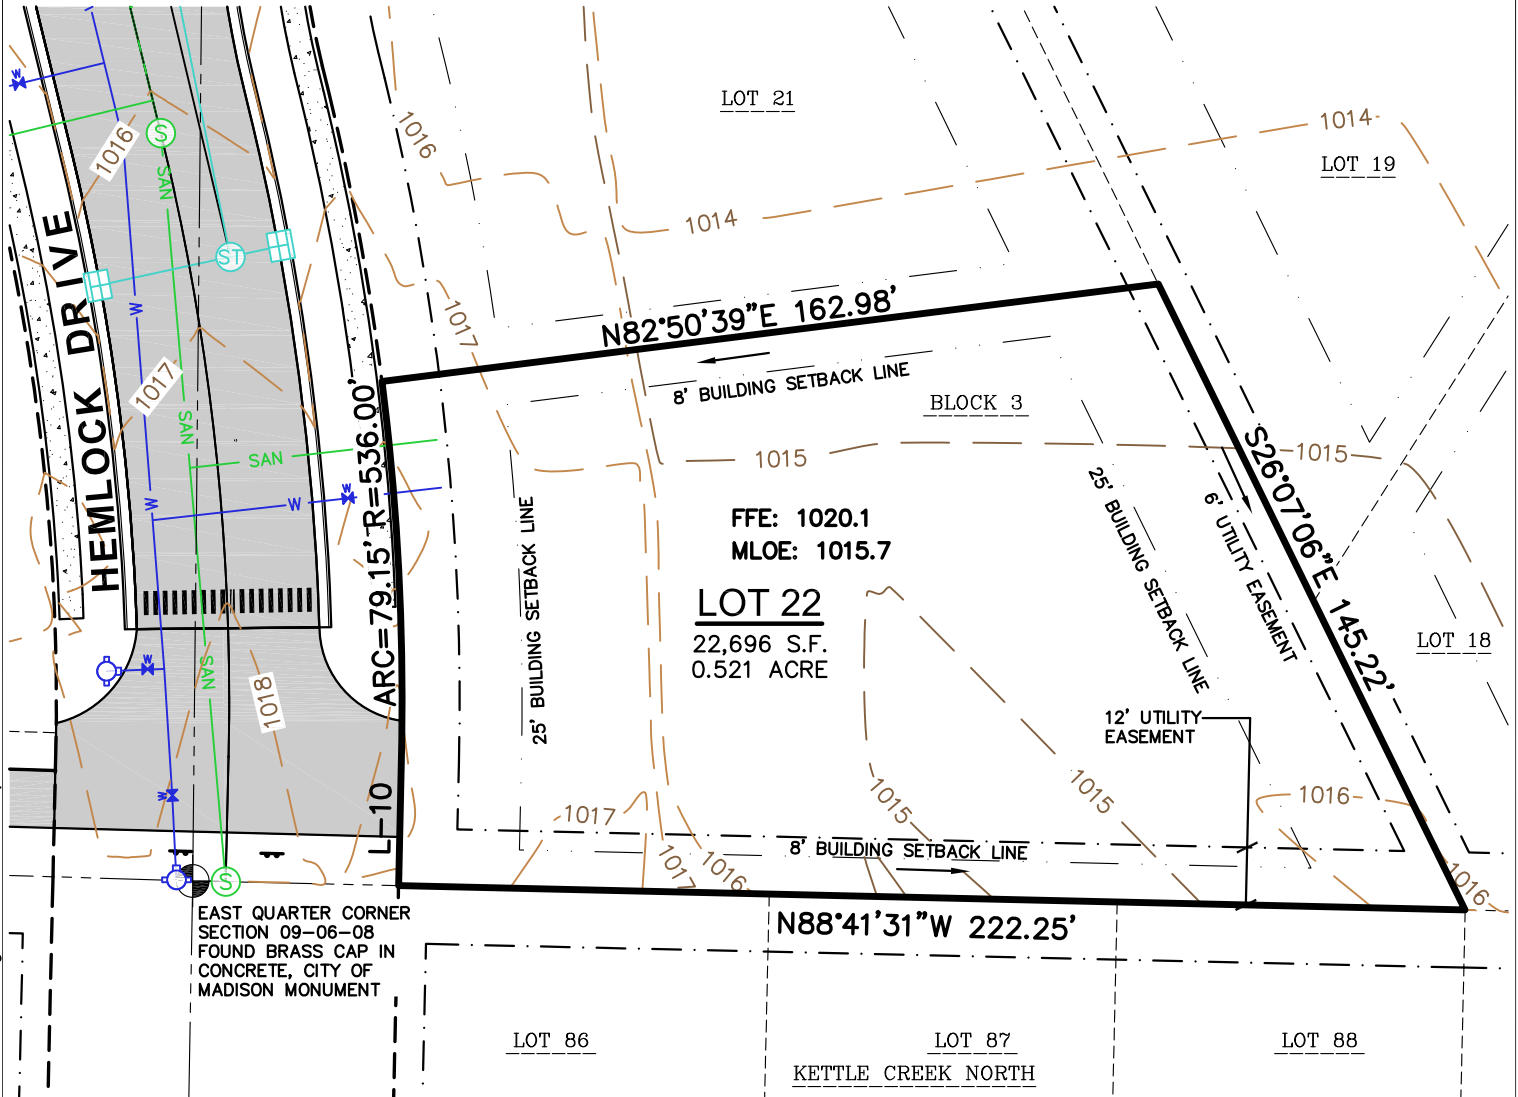 LOT 21
1014
LOT 19
1016
1016
S
SAN
W
W
1014
ST
HEMLOCK DRIVE
W
1017
N82°50'39"E 162.98'
8' BUILDING SETBACK LINE
BLOCK 3
1017
SAN
SAN
ARC=79.15' R=536.00'
1015
1015
S26°07'06"E 145.22'
W
W
W
25' BUILDING SETBACK LINE
FFE: 1020.1
MLOE: 1015.7
25' BUILDING SETBACK LINE
6' UTILITY EASEMENT
LOT 22
22,696 S.F.
0.521 ACRE
LOT 18
W
SAN
1018
12' UTILITY
EASEMENT
W
L-10
1017
1015
1015
1016
8' BUILDING SETBACK LINE
1017
1016
1016
S
N88°41'31"W 222.25'
EAST QUARTER CORNER
SECTION 09-06-08
FOUND BRASS CAP IN
CONCRETE, CITY OF
MADISON MONUMENT
LOT 86
LOT 87
LOT 88
KETTLE CREEK NORTH